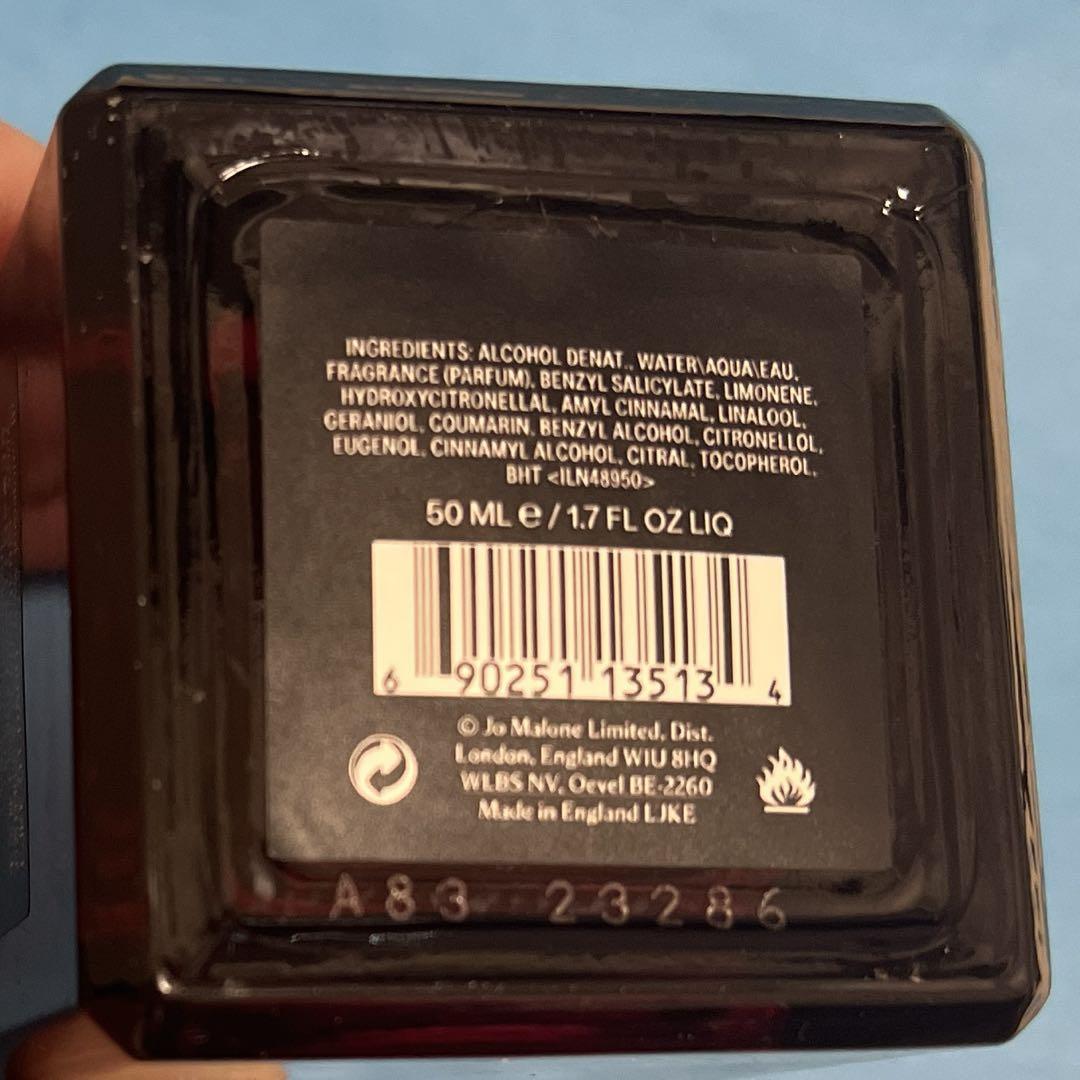 INGREDIENTS: ALCOHOL DENAT., WATER\AQUA\EAU,
FRAGRANCE (PARFUM), BENZYL SALICYLATE, LIMONENE,
HYDROXYCITRONELLAL, AMYL CINNAMAL, LINALOOL,
GERANIOL, COUMARIN, BENZYL ALCOHOL, CITRONELLOL,
EUGENOL, CINNAMYL ALCOHOL, CITRAL, TOCOPHEROL,
BHT <ILN48950>
50 ML e / 1.7 FL OZ LIQ
6 90251 13513 4
© Jo Malone Limited, Dist.
London, England W1U 8HQ
WLBS NV, Oevel BE-2260
Made in England LJKE
A83 23286